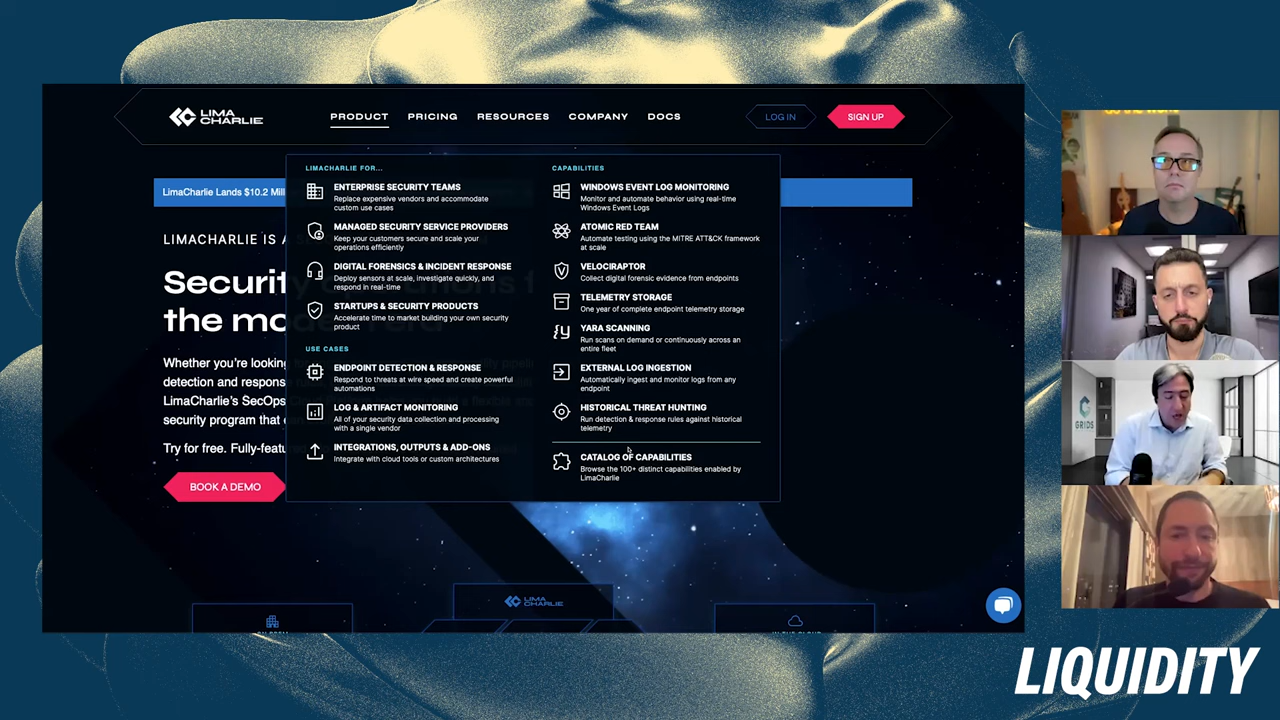 LIMA
CHARLIE
PRODUCT
PRICING
RESOURCES
COMPANY
DOCS
LOG IN
SIGN UP
LimaCharlie Lands $10.2 Mill
LIMACHARLIE IS A
Securit
the mo
Whether you're looking
detection and respons
LimaCharlie's SecOps
security program that
Try for free. Fully-featu
BOOK A DEMO
LIMACHARLIE FOR...
ENTERPRISE SECURITY TEAMS
Replace expensive vendors and accommodate
custom use cases
MANAGED SECURITY SERVICE PROVIDERS
Keep your customers secure and scale your
operations efficiently
DIGITAL FORENSICS & INCIDENT RESPONSE
Deploy sensors at scale, investigate quickly, and
respond in real-time
STARTUPS & SECURITY PRODUCTS
Accelerate time to market building your own security
product
USE CASES
ENDPOINT DETECTION & RESPONSE
Respond to threats at wire speed and create powerful
automations
LOG & ARTIFACT MONITORING
All of your security data collection and processing
with a single vendor
INTEGRATIONS, OUTPUTS & ADD-ONS
Integrate with cloud tools or custom architectures
CAPABILITIES
WINDOWS EVENT LOG MONITORING
Monitor and automate behavior using real-time
Windows Event Logs
ATOMIC RED TEAM
Automate testing using the MITRE ATT&CK framework
at scale
VELOCIRAPTOR
Collect digital forensic evidence from endpoints
TELEMETRY STORAGE
One year of complete endpoint telemetry storage
YARA SCANNING
Run scans on demand or continuously across an
entire fleet
EXTERNAL LOG INGESTION
Automatically ingest and monitor logs from any
endpoint
HISTORICAL THREAT HUNTING
Run detection & response rules against historical
telemetry
CATALOG OF CAPABILITIES
Browse the 100+ distinct capabilities enabled by
LimaCharlie
LIMA
CHARLIE
GRIDS
LIQUIDITY